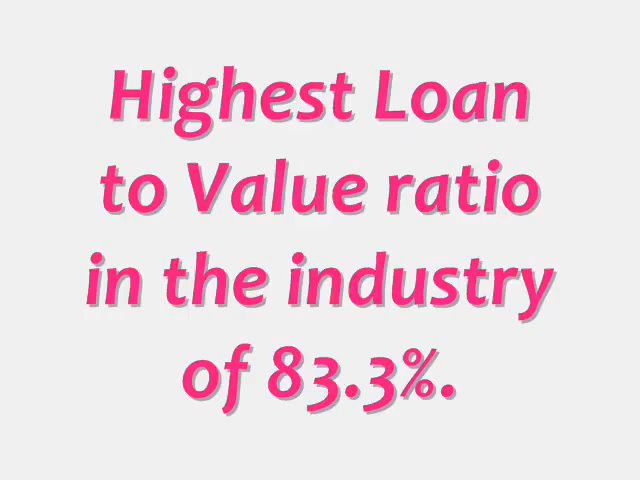 Highest Loan
to Value ratio
in the industry
of 83.3%.